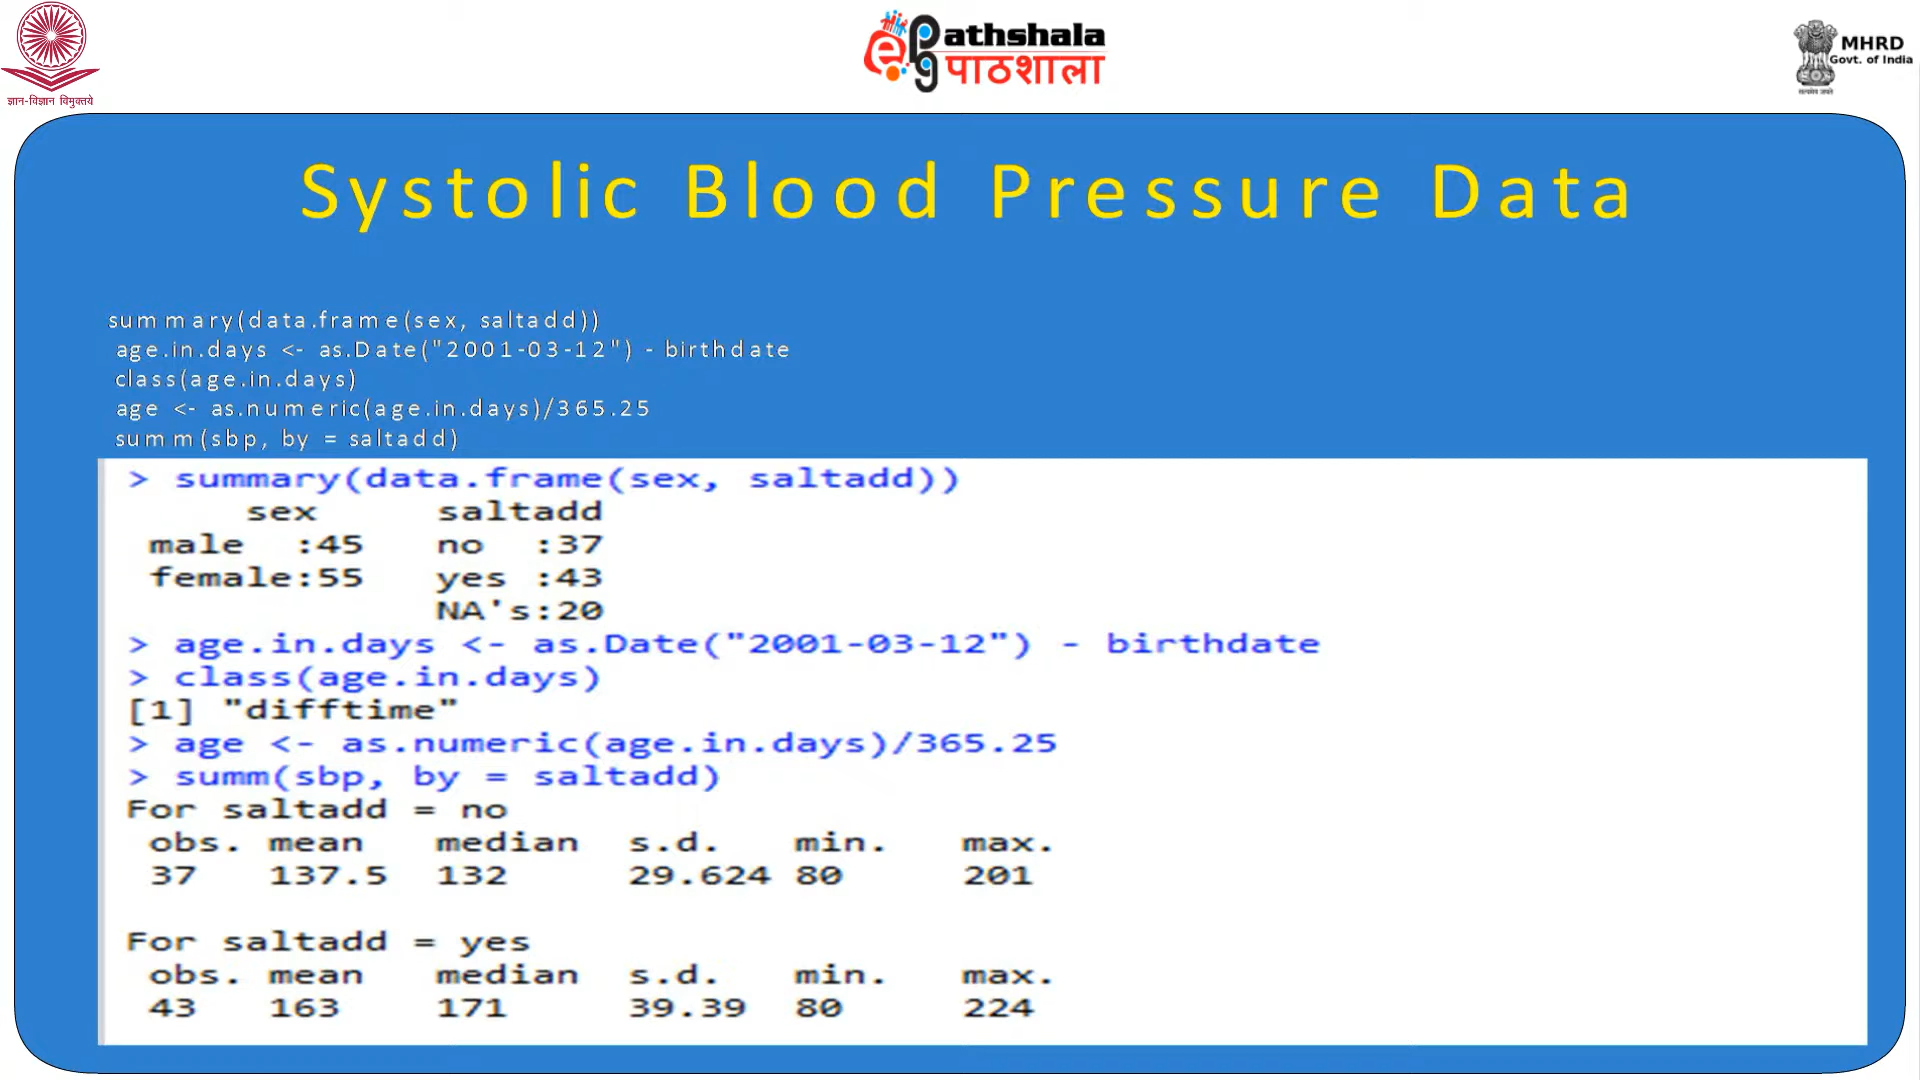 ज्ञान-विज्ञान विमुक्तये
epg Pathshala
पाठशाला
MHRD
Govt. of India
सत्यमेव जयते
Systolic Blood Pressure Data
summary(data.frame(sex, saltadd))
age.in.days <- as.Date("2001-03-12") - birthdate
class(age.in.days)
age <- as.numeric(age.in.days)/365.25
summ(sbp, by = saltadd)
> summary(data.frame(sex, saltadd))
sex saltadd
male :45 no :37
female:55 yes :43
NA's:20
> age.in.days <- as.Date("2001-03-12") - birthdate
> class(age.in.days)
[1] "difftime"
> age <- as.numeric(age.in.days)/365.25
> summ(sbp, by = saltadd)
For saltadd = no
obs. mean median s.d. min. max.
37 137.5 132 29.624 80 201
For saltadd = yes
obs. mean median s.d. min. max.
43 163 171 39.39 80 224